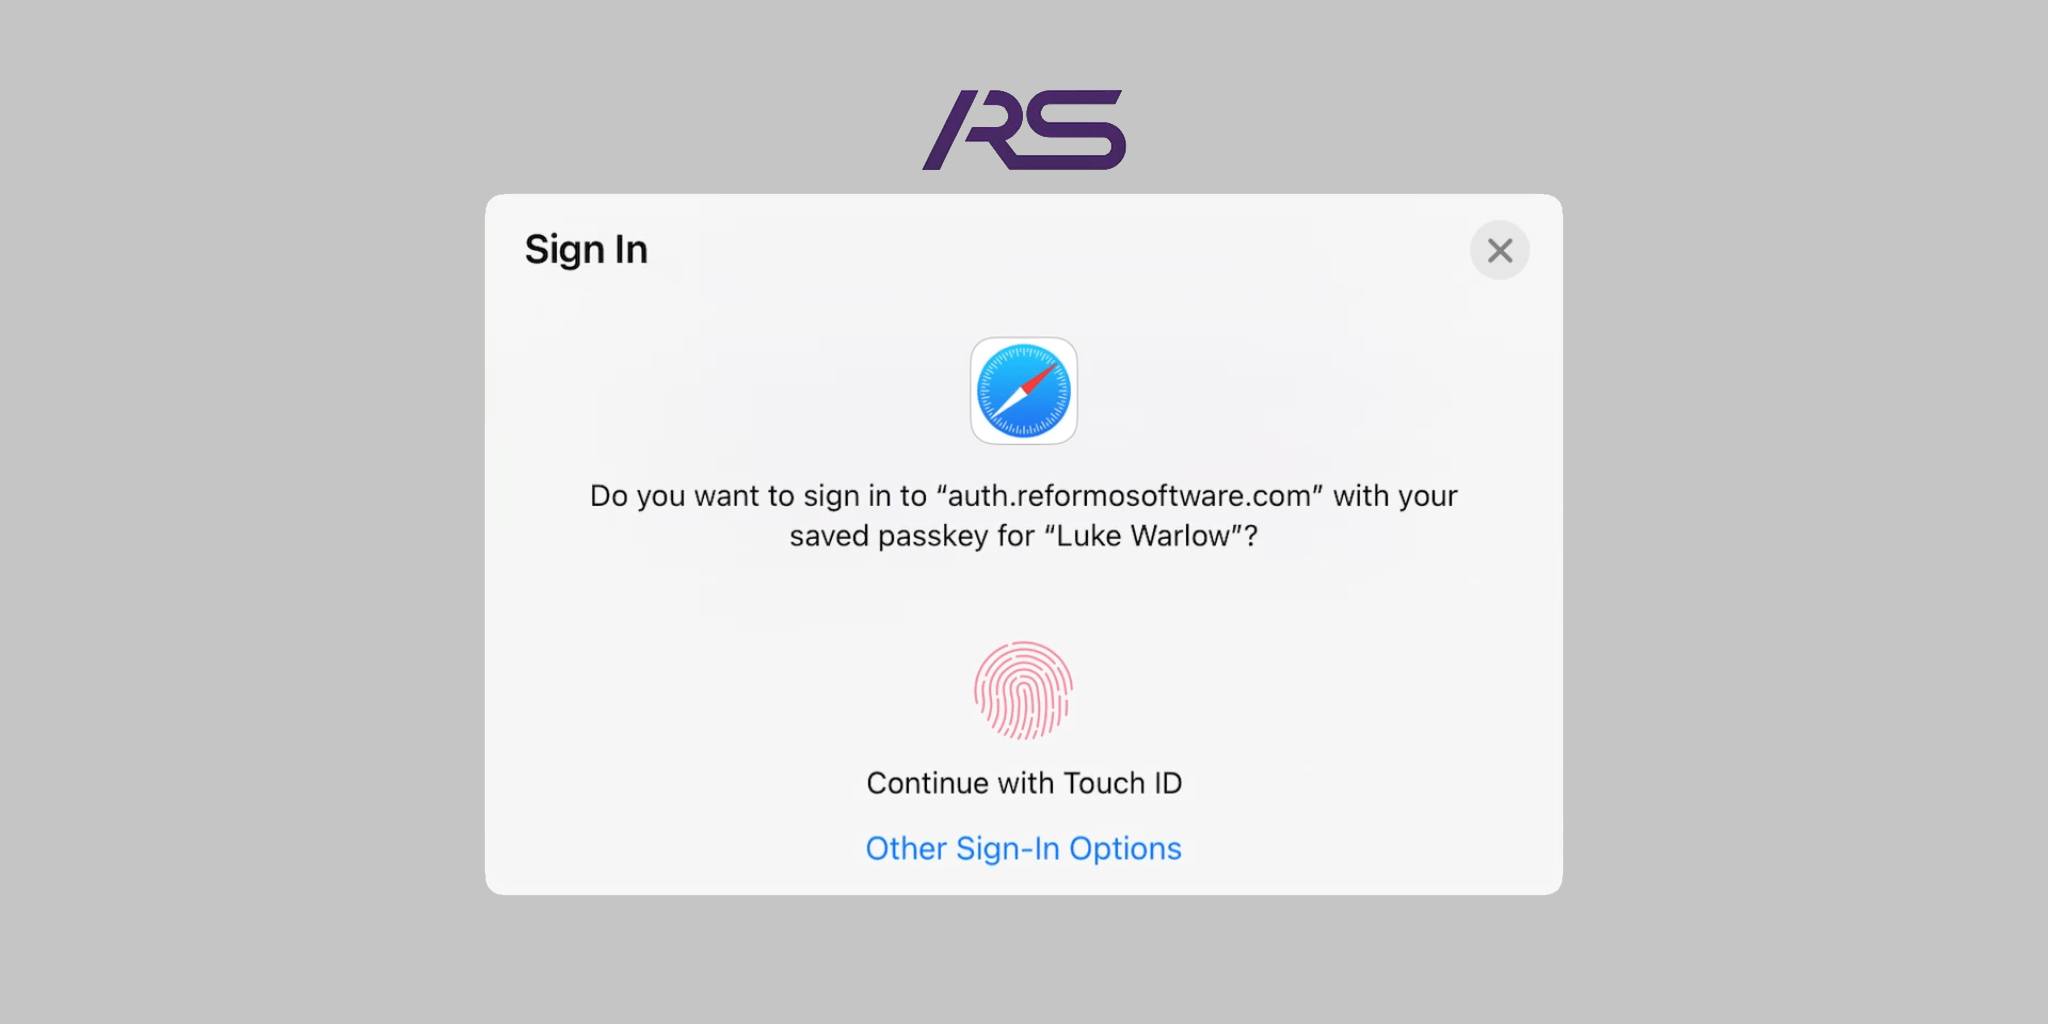 RS
Sign In
Do you want to sign in to “auth.reformosoftware.com” with your
saved passkey for “Luke Warlow”?
Continue with Touch ID
Other Sign-In Options